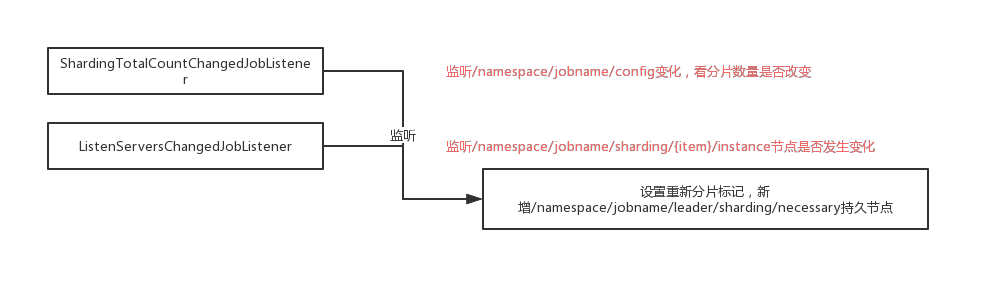 ShardingTotalCountChangedJobListene
r
监听/namespace/jobname/config变化，看分片数量是否改变
监听
ListenServersChangedJobListener
监听/namespace/jobname/sharding/{item}/instance节点是否发生变化
设置重新分片标记，新
增/namespace/jobname/leader/sharding/necessary持久节点